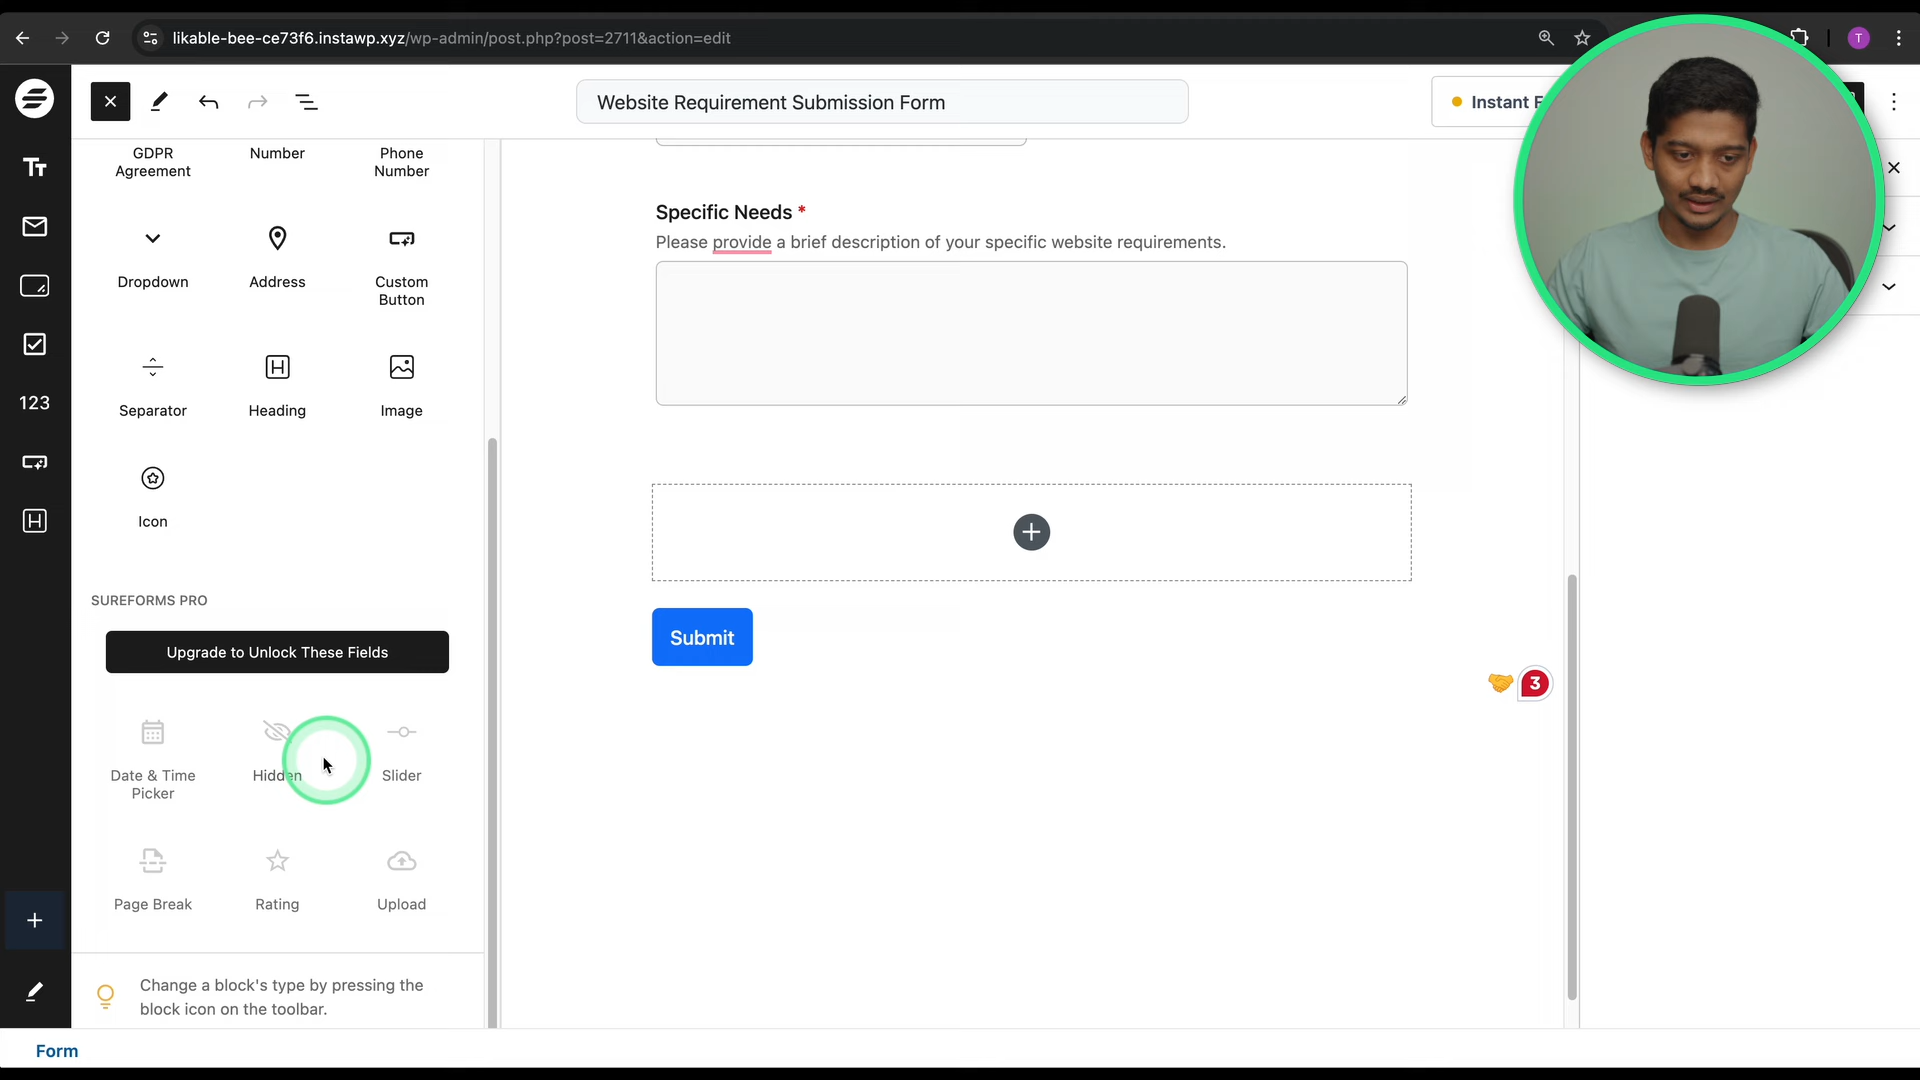 likable-bee-ce73f6.instawp.xyz/wp-admin/post.php?post=2711&action=edit
T
Website Requirement Submission Form
Instant
TT
GDPR
Agreement
Number
Phone
Number
Specific Needs *
Please provide a brief description of your specific website requirements.
Dropdown
Address
Custom
Button
H
Separator
Heading
Image
123
H
Icon
SUREFORMS PRO
Upgrade to Unlock These Fields
Submit
3
Date & Time
Picker
Hidden
Slider
Page Break
Rating
Upload
Change a block's type by pressing the
block icon on the toolbar.
Form